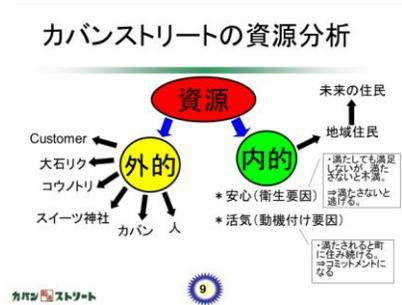 カバンストリートの資源分析
資源
外的
内的
Customer
大石リク
コウノトリ
スイーツ神社
カバン
人
未来の住民
地域住民
・満たしても満足
しないが、満た
さないと不満。
⇒満たさないと
逃げる。
＊安心（衛生要因）
＊活気（動機付け要因）
・満たされると町
に住み続ける。
⇒コミットメントに
なる
カバンストリート
9